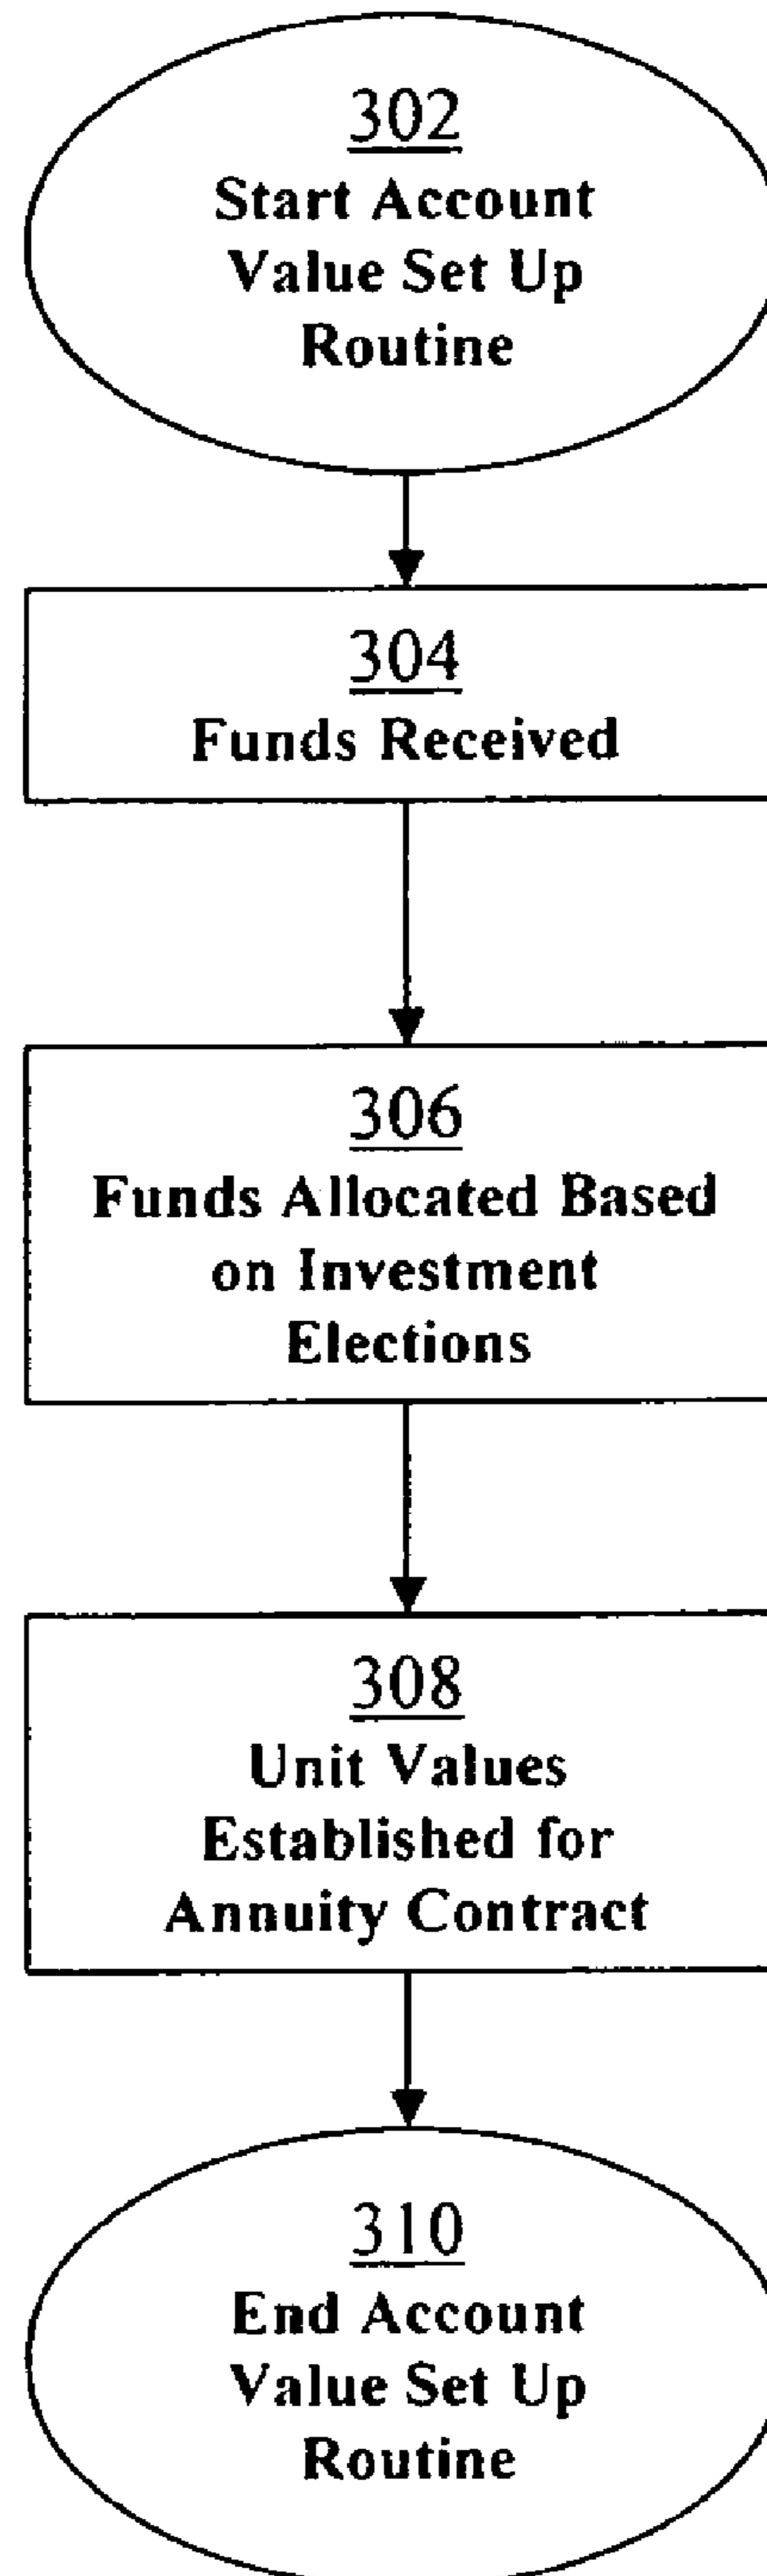 302
Start Account
Value Set Up
Routine
304
Funds Received
306
Funds Allocated Based
on Investment
Elections
308
Unit Values
Established for
Annuity Contract
310
End Account
Value Set Up
Routine